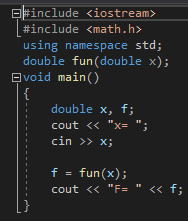 #include <iostream>
#include <math.h>
using namespace std;
double fun(double x);
void main()
{
double x, f;
cout << "x= ";
cin >> x;
f = fun(x);
cout << "F= " << f;
}